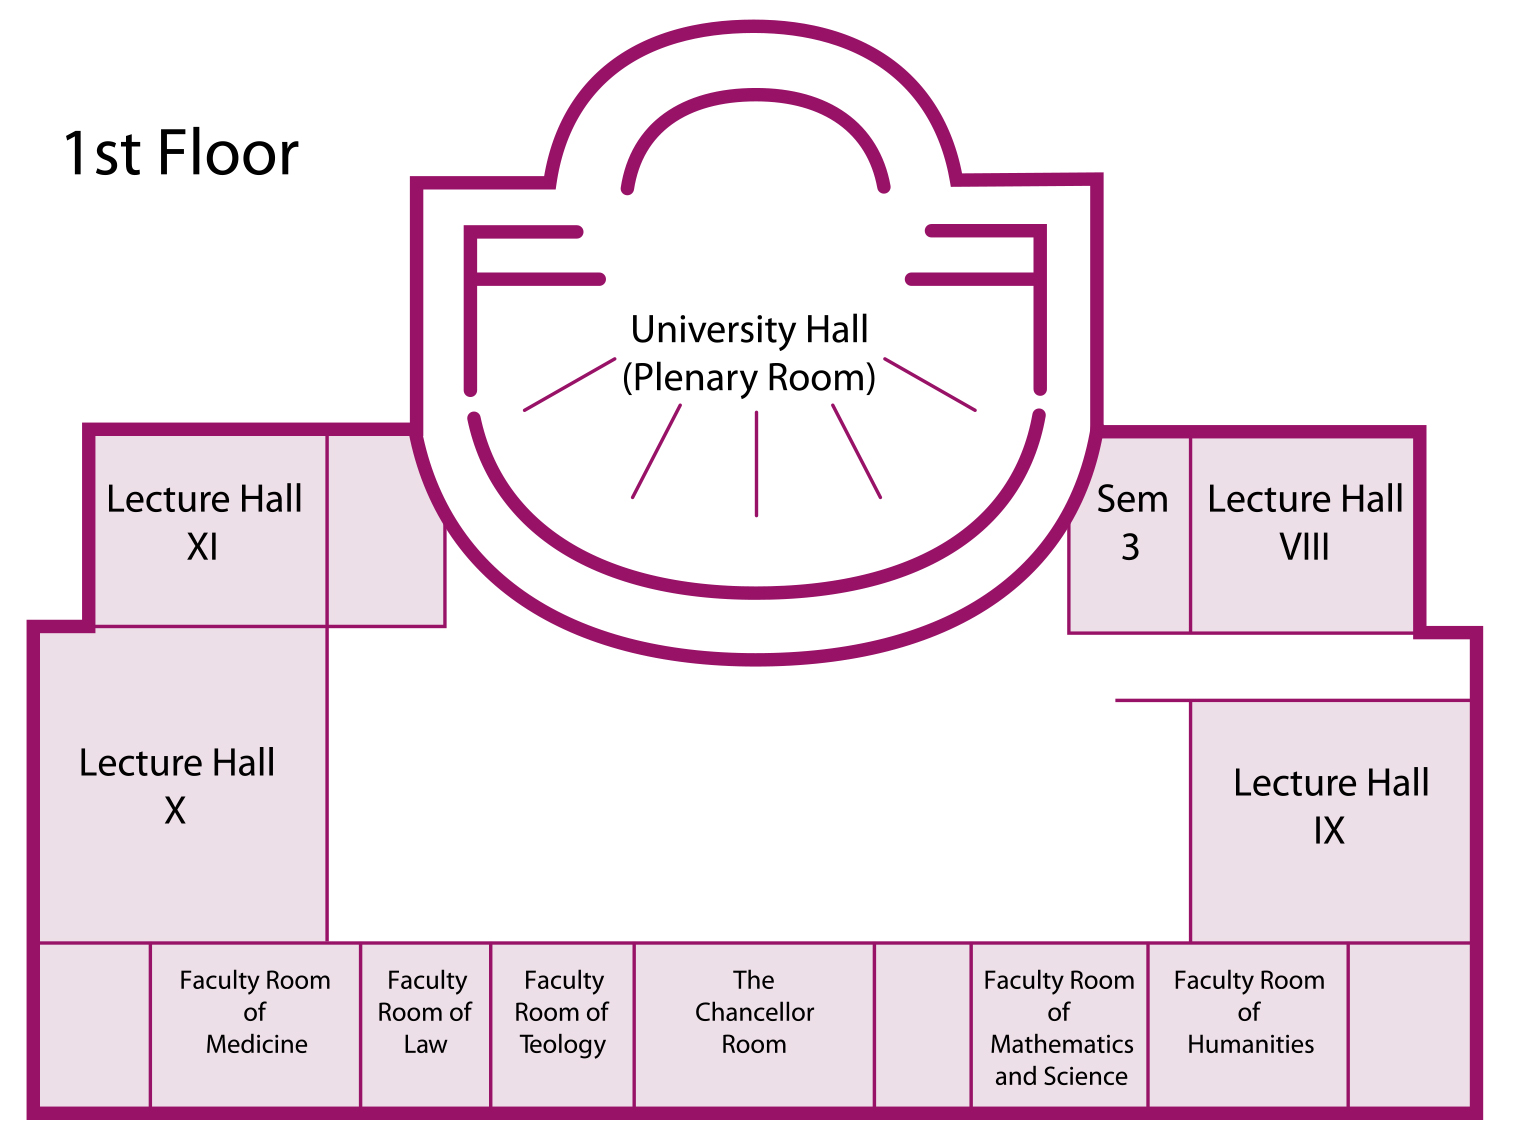 1st Floor
University Hall
(Plenary Room)
Lecture Hall
XI
Sem
3
Lecture Hall
VIII
Lecture Hall
X
Lecture Hall
IX
Faculty Room
of
Medicine
Faculty
Room of
Law
Faculty
Room of
Teology
The
Chancellor
Room
Faculty Room
of
Mathematics
and Science
Faculty Room
of
Humanities